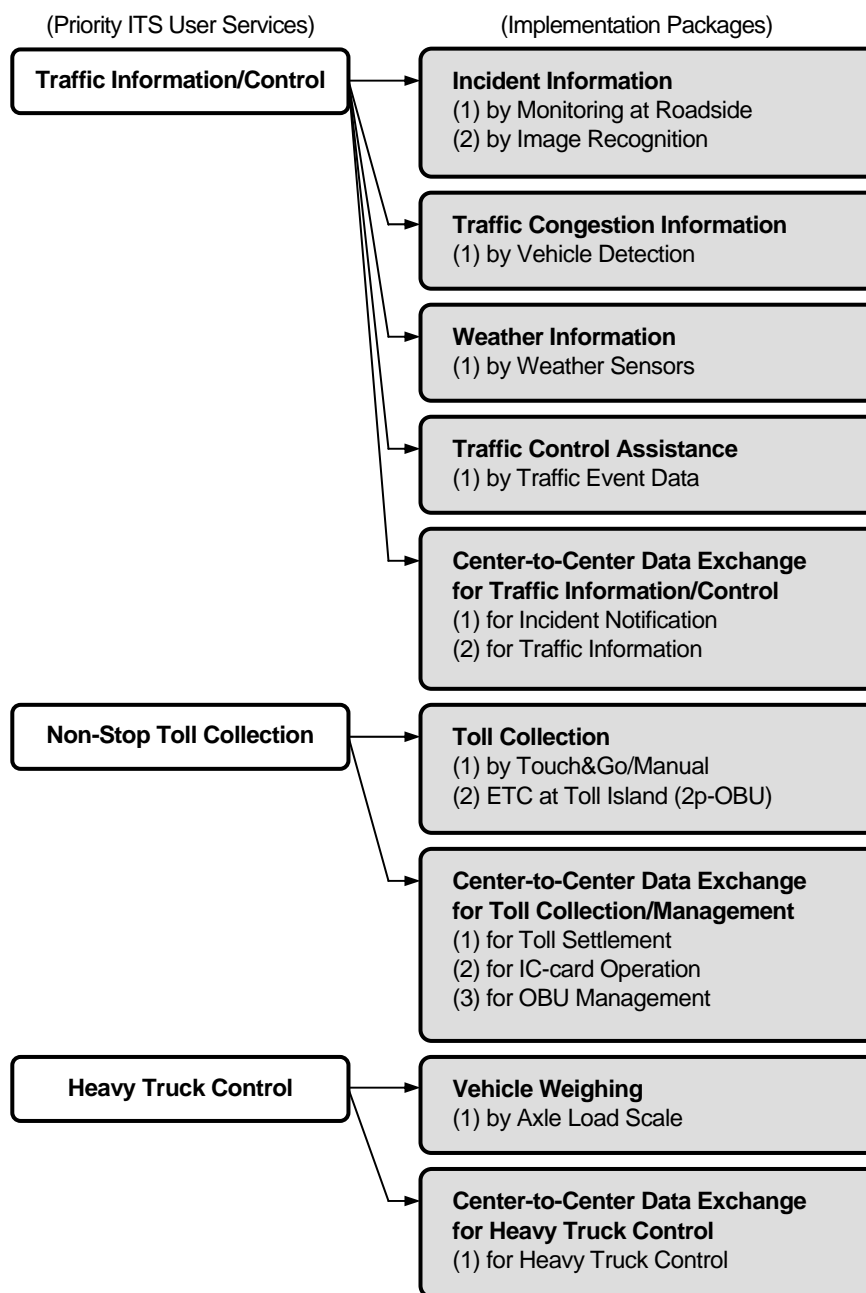 (Priority ITS User Services)
(Implementation Packages)
Traffic Information/Control
Incident Information
(1) by Monitoring at Roadside
(2) by Image Recognition
Traffic Congestion Information
(1) by Vehicle Detection
Weather Information
(1) by Weather Sensors
Traffic Control Assistance
(1) by Traffic Event Data
Center-to-Center Data Exchange
for Traffic Information/Control
(1) for Incident Notification
(2) for Traffic Information
Non-Stop Toll Collection
Toll Collection
(1) by Touch&Go/Manual
(2) ETC at Toll Island (2p-OBU)
Center-to-Center Data Exchange
for Toll Collection/Management
(1) for Toll Settlement
(2) for IC-card Operation
(3) for OBU Management
Heavy Truck Control
Vehicle Weighing
(1) by Axle Load Scale
Center-to-Center Data Exchange
for Heavy Truck Control
(1) for Heavy Truck Control